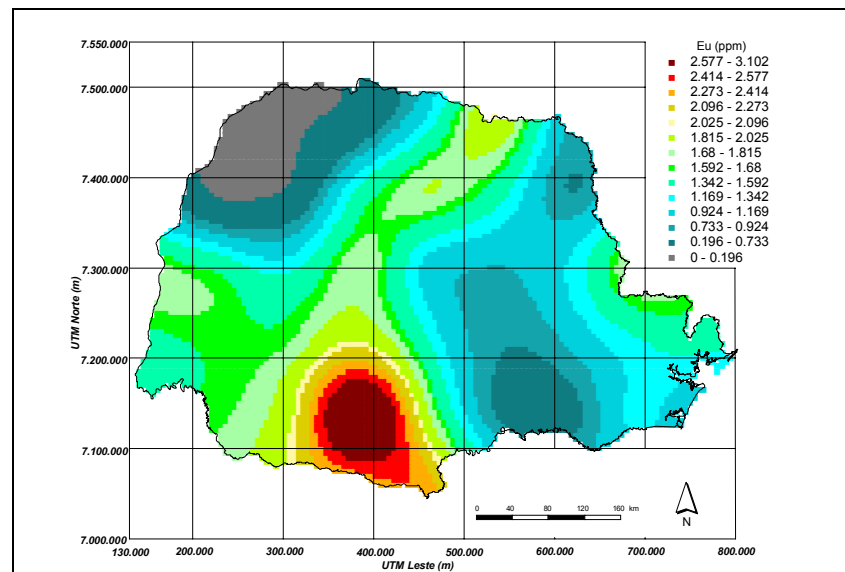 Eu (ppm)
2.577 - 3.102
2.414 - 2.577
2.273 - 2.414
2.096 - 2.273
2.025 - 2.096
1.815 - 2.025
1.68 - 1.815
1.592 - 1.68
1.342 - 1.592
1.169 - 1.342
0.924 - 1.169
0.733 - 0.924
0.196 - 0.733
0 - 0.196
7.550.000
7.500.000
7.400.000
7.300.000
7.200.000
7.100.000
7.000.000
UTM Norte (m)
0 40 80 120 160 km
N
130.000 200.000 300.000 400.000 500.000 600.000 700.000 800.000
UTM Leste (m)